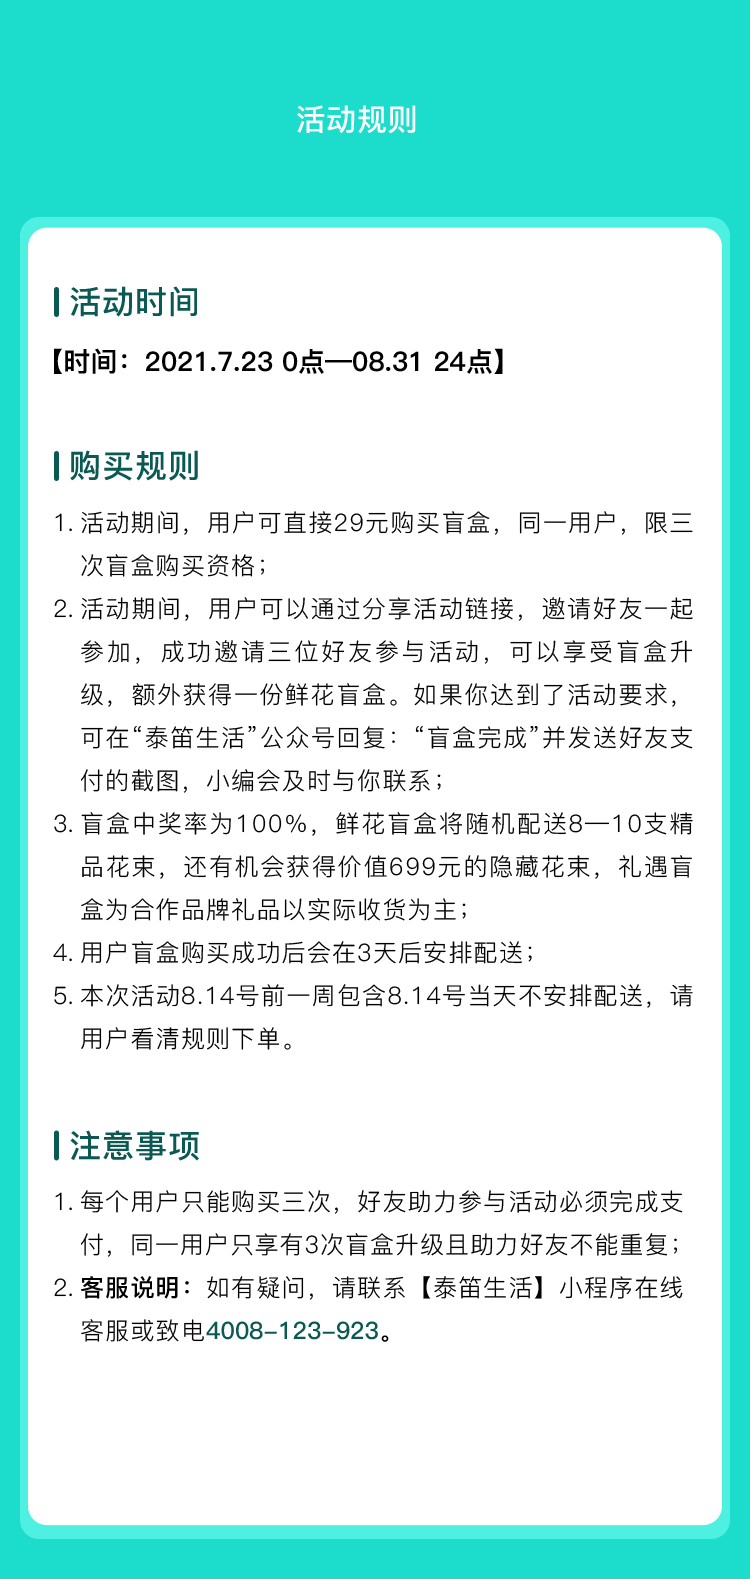 活动规则
活动时间
【时间：2021.7.23 0点—08.31 24点】
购买规则
1. 活动期间，用户可直接29元购买盲盒，同一用户，限三
次盲盒购买资格；
2. 活动期间，用户可以通过分享活动链接，邀请好友一起
参加，成功邀请三位好友参与活动，可以享受盲盒升
级，额外获得一份鲜花盲盒。如果你达到了活动要求，
可在“泰笛生活”公众号回复：“盲盒完成”并发送好友支
付的截图，小编会及时与你联系；
3. 盲盒中奖率为100%，鲜花盲盒将随机配送8—10支精
品花束，还有机会获得价值699元的隐藏花束，礼遇盲
盒为合作品牌礼品以实际收货为主；
4. 用户盲盒购买成功后会在3天后安排配送；
5. 本次活动8.14号前一周包含8.14号当天不安排配送，请
用户看清规则下单。
注意事项
1. 每个用户只能购买三次，好友助力参与活动必须完成支
付，同一用户只享有3次盲盒升级且助力好友不能重复；
2. 客服说明：如有疑问，请联系【泰笛生活】小程序在线
客服或致电4008–123–923。